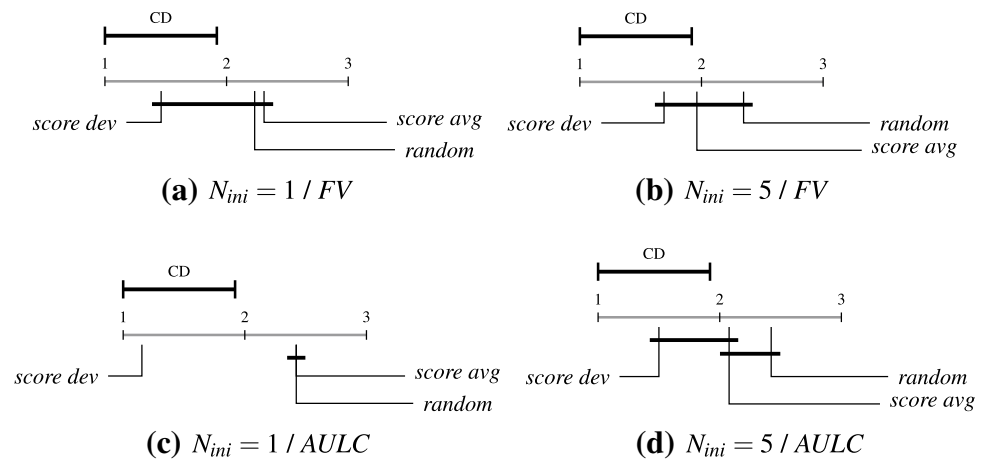 CD
1 2 3
score dev
score avg
random
(a) N_ini = 1 / FV
CD
1 2 3
score dev
random
score avg
(b) N_ini = 5 / FV
CD
1 2 3
score dev
score avg
random
(c) N_ini = 1 / AULC
CD
1 2 3
score dev
random
score avg
(d) N_ini = 5 / AULC